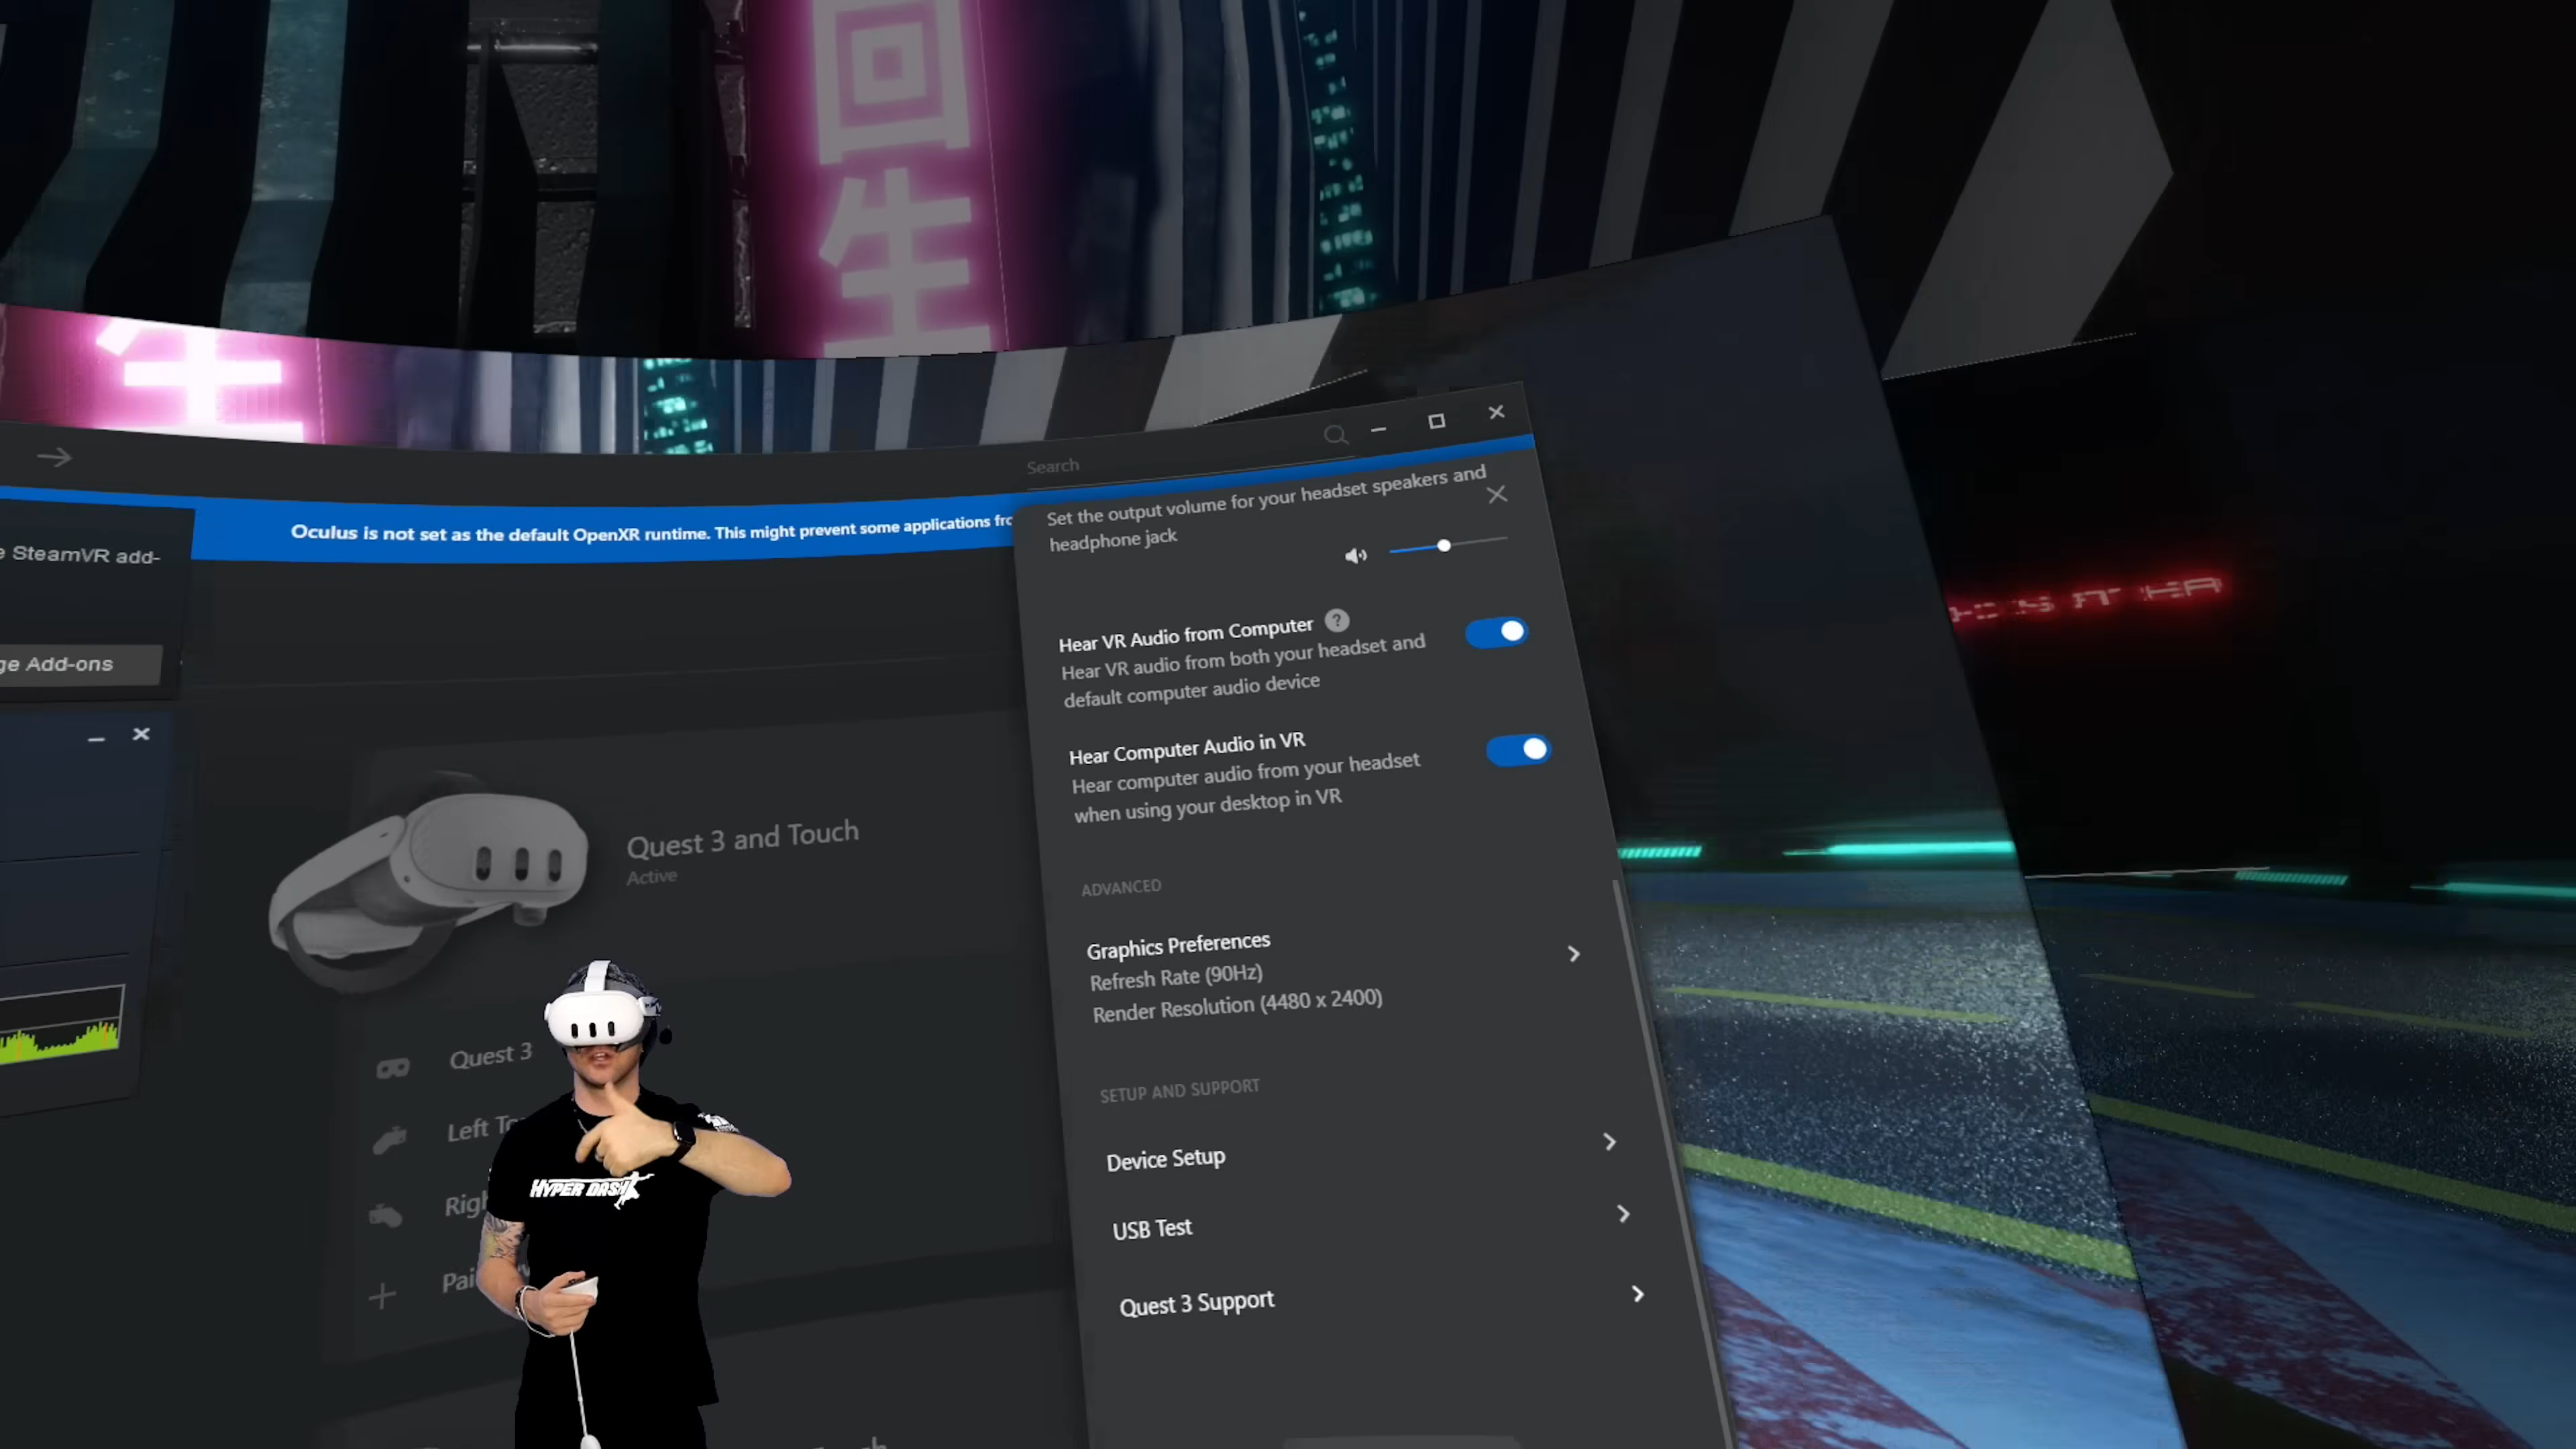 回
生
生
Search
Oculus is not set as the default OpenXR runtime. This might prevent some applications
SteamVR add-
Add-ons
Set the output volume for your headset speakers and
headphone jack
Hear VR Audio from Computer ?
Hear VR audio from both your headset and
default computer audio device
Hear Computer Audio in VR
Hear computer audio from your headset
when using your desktop in VR
Quest 3 and Touch
Active
ADVANCED
Graphics Preferences
Refresh Rate (90Hz)
Render Resolution (4480 x 2400)
Quest 3
Left
SETUP AND SUPPORT
Device Setup
USB Test
Quest 3 Support
HYPER DASH